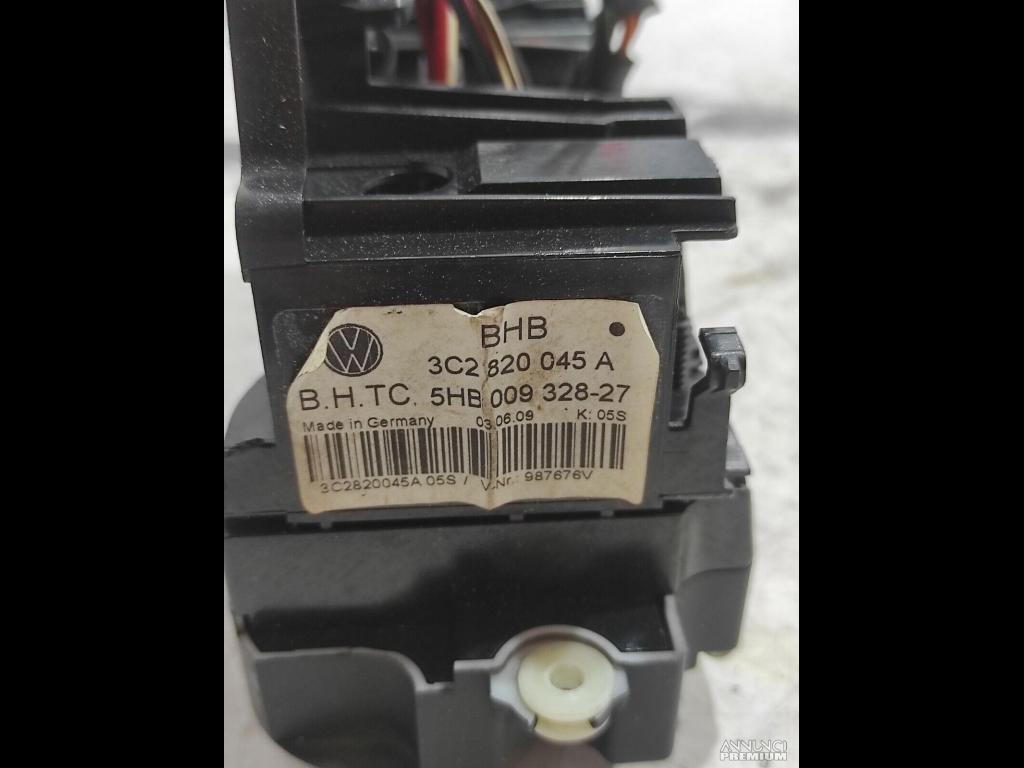 BHB
3C2 820 045 A
B.H.TC. 5HB 009 328-27
Made in Germany 03.06.09 K: 05S
3C2820045A 05S / V.Nr.: 987676V
ANNUNCI
PREMIUM